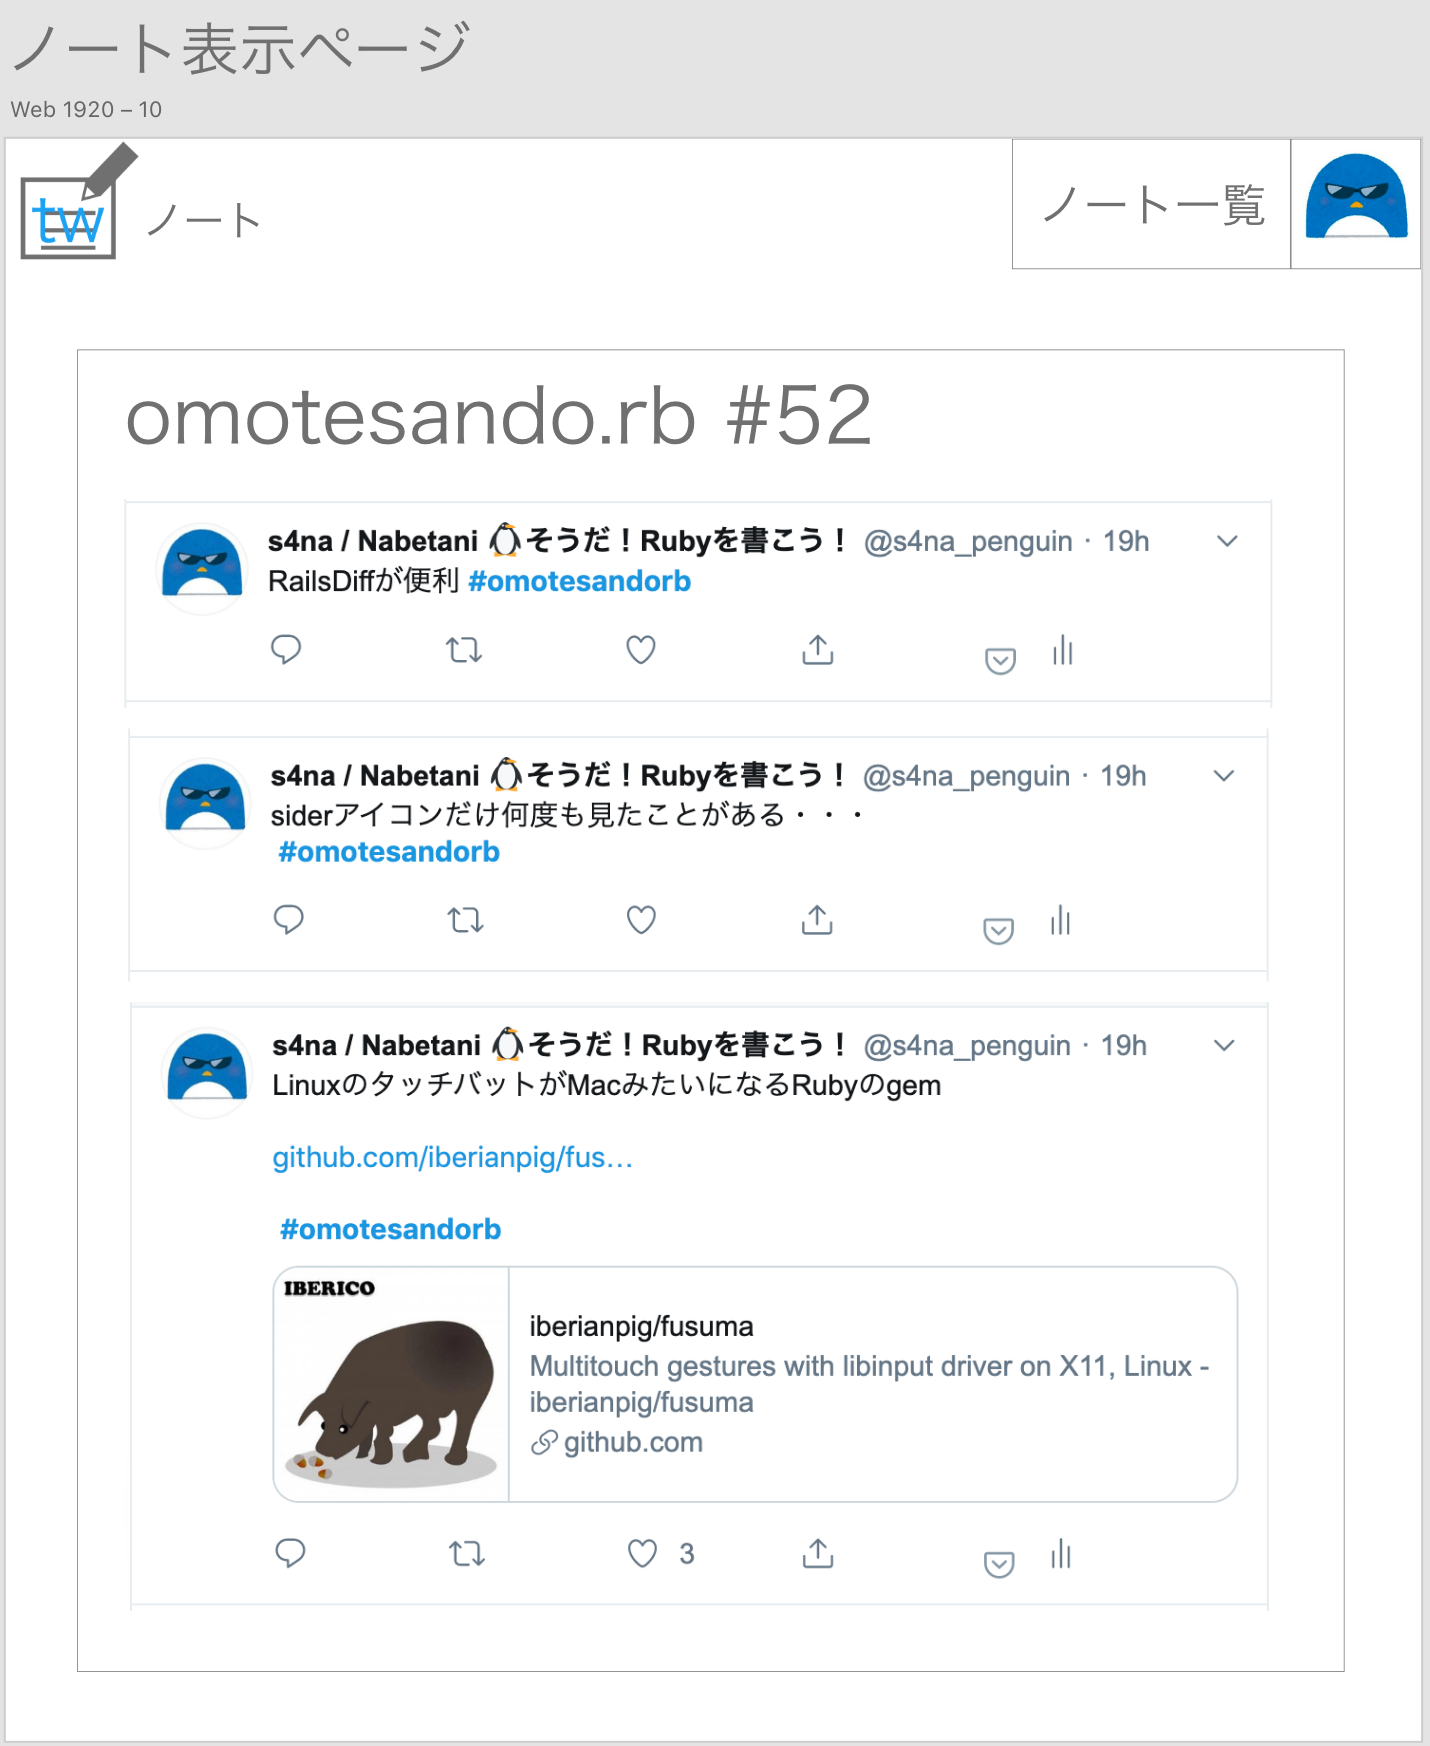 ノート表示ページ
Web 1920 – 10
tw
ノート
ノート一覧
omotesando.rb #52
s4na / Nabetani 🐧そうだ！Rubyを書こう！ @s4na_penguin · 19h
RailsDiffが便利 #omotesandorb
s4na / Nabetani 🐧そうだ！Rubyを書こう！ @s4na_penguin · 19h
siderアイコンだけ何度も見たことがある・・・
#omotesandorb
s4na / Nabetani 🐧そうだ！Rubyを書こう！ @s4na_penguin · 19h
LinuxのタッチバットがMacみたいになるRubyのgem
github.com/iberianpig/fus…
#omotesandorb
IBERICO
iberianpig/fusuma
Multitouch gestures with libinput driver on X11, Linux -
iberianpig/fusuma
github.com
3